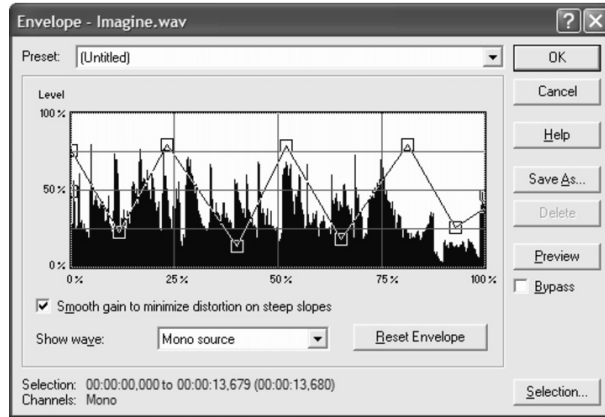 Envelope - Imagine.wav
Preset: (Untitled)
OK
Cancel
Help
Save As...
Delete
Preview
Bypass
Level
100 %
50 %
0 %
0 % 25 % 50 % 75 % 100 %
Smooth gain to minimize distortion on steep slopes
Show wave: Mono source Reset Envelope
Selection: 00:00:00,000 to 00:00:13,679 (00:00:13,680)
Channels: Mono
Selection...